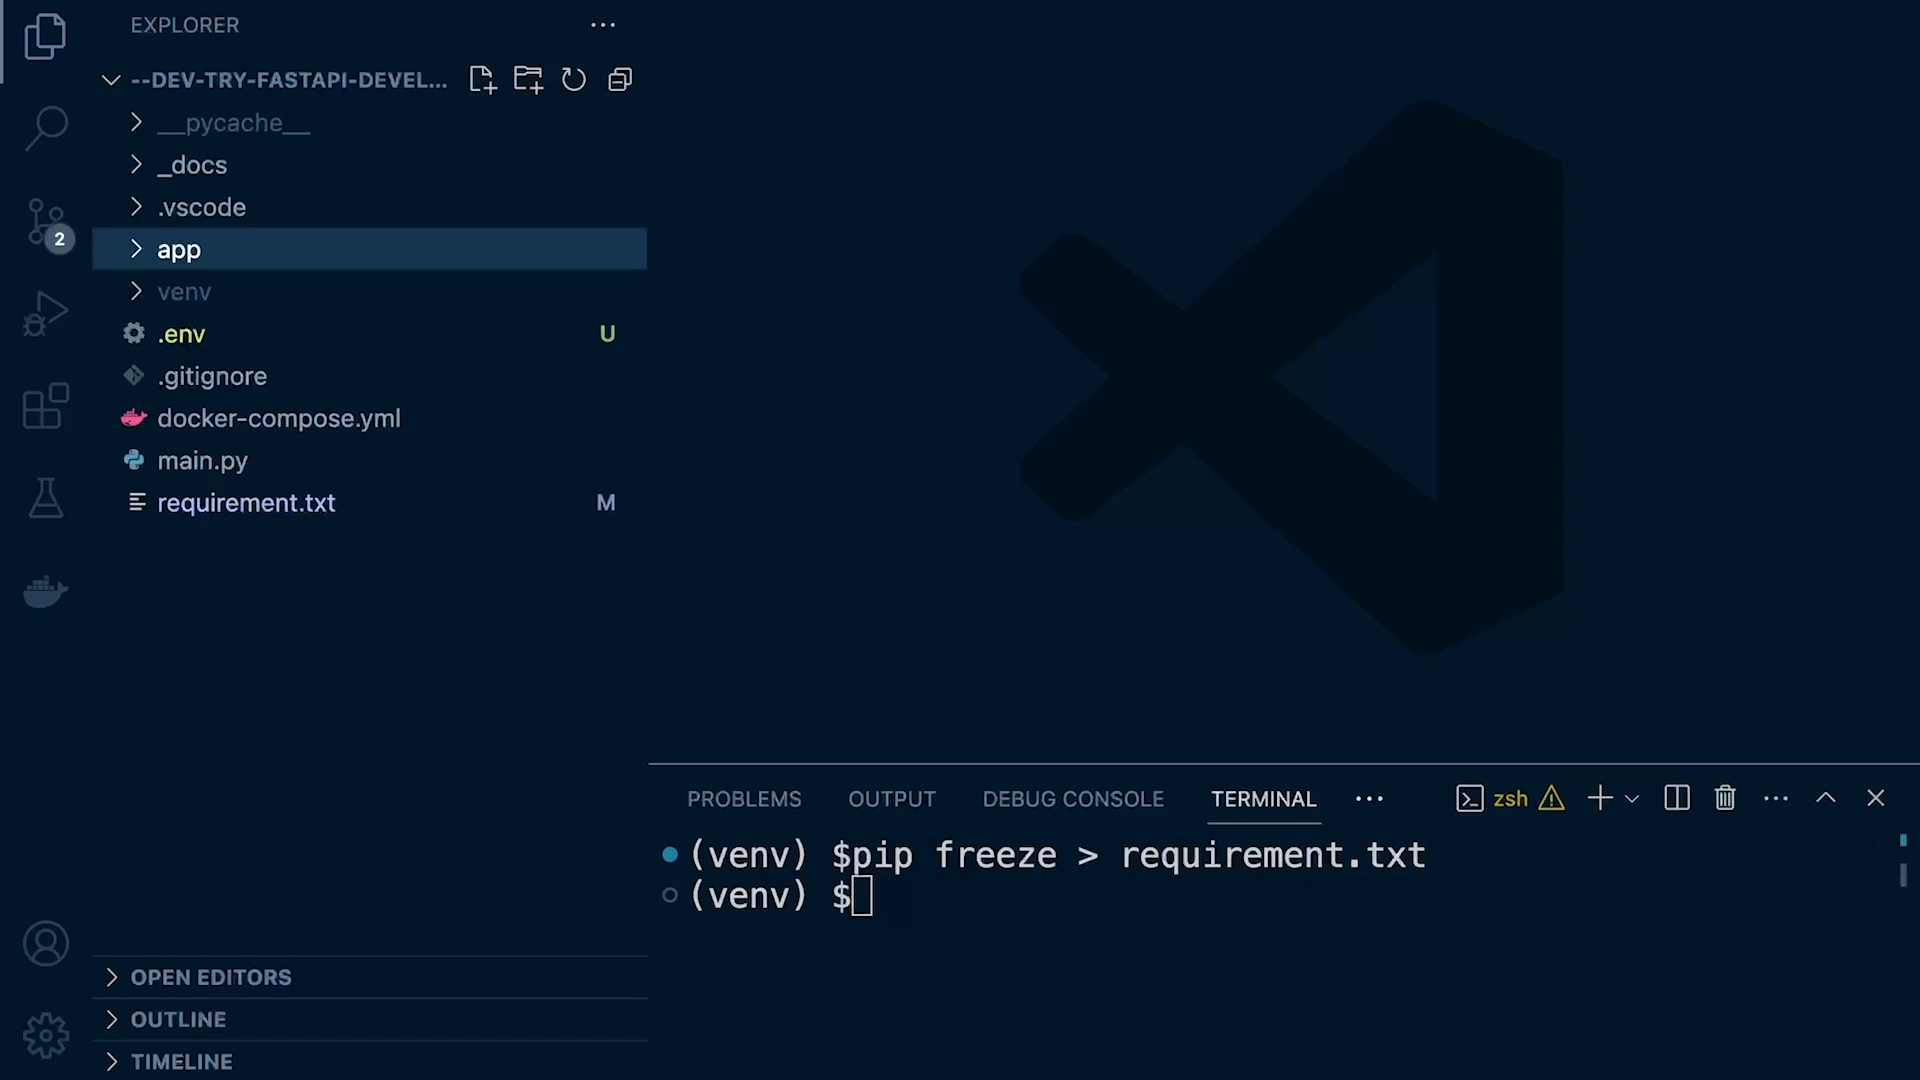 EXPLORER
--DEV-TRY-FASTAPI-DEVEL...
__pycache__
_docs
.vscode
2
app
venv
.env U
.gitignore
docker-compose.yml
main.py
requirement.txt M
PROBLEMS OUTPUT DEBUG CONSOLE TERMINAL zsh
(venv) $pip freeze > requirement.txt
(venv) $
OPEN EDITORS
OUTLINE
TIMELINE